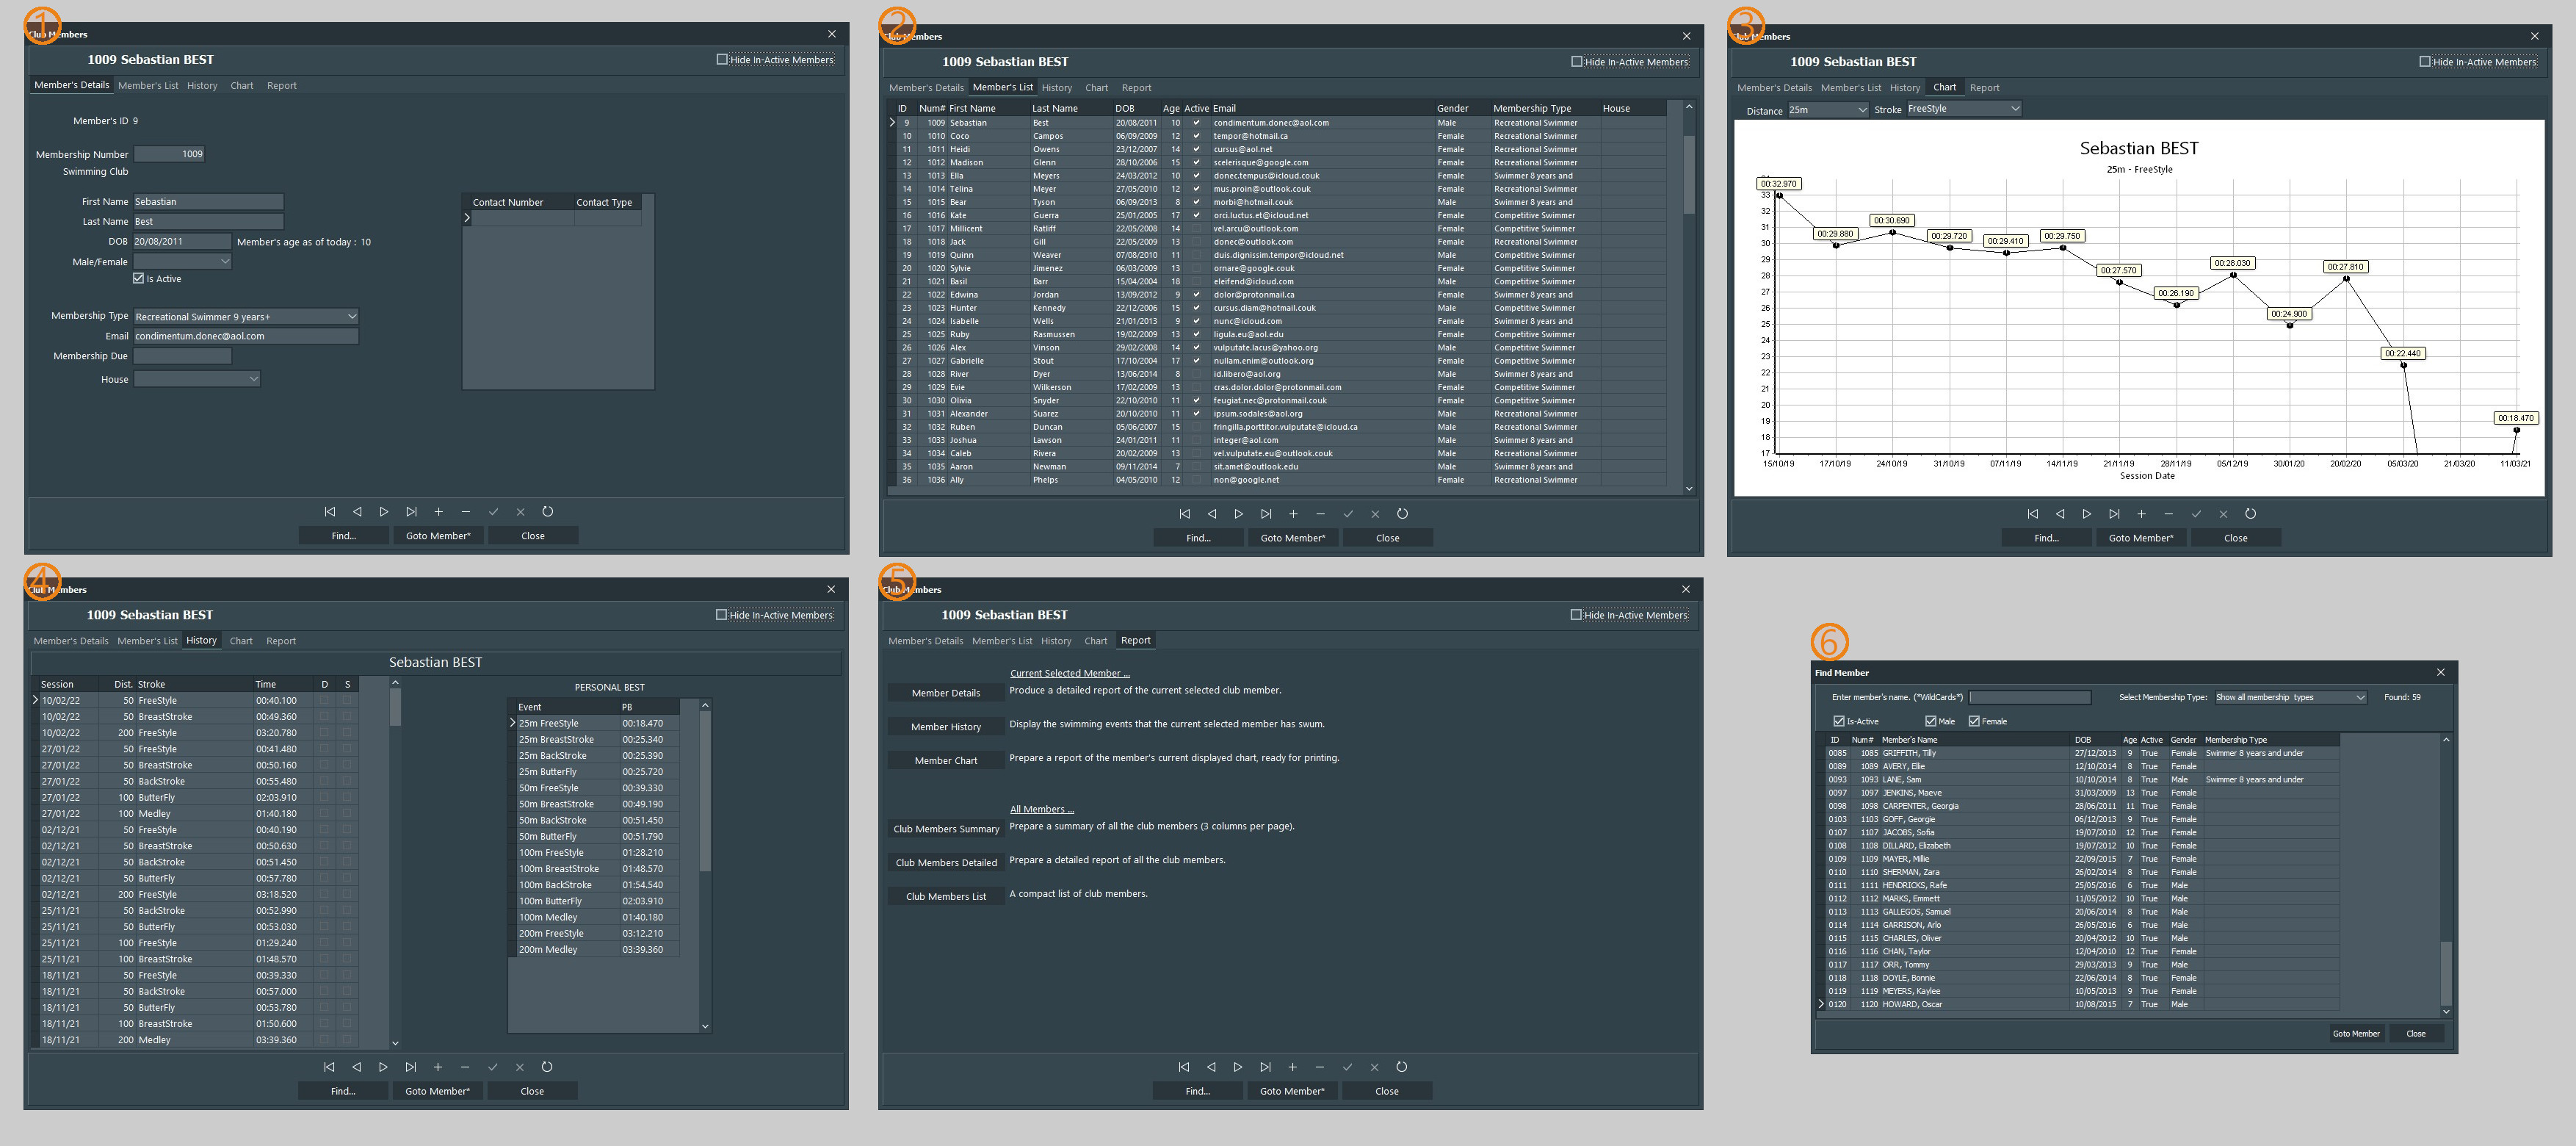 1
Club Members
1009 Sebastian BEST
Hide In-Active Members
Member's Details Member's List History Chart Report
Member's ID 9
Membership Number 1009
Swimming Club
First Name Sebastian
Last Name Best
DOB 20/08/2011 Member's age as of today : 10
Male/Female
Is Active
Membership Type Recreational Swimmer 9 years+
Email condimentum.donec@aol.com
Membership Due
House
Contact Number Contact Type
Find... Goto Member* Close
2
Club Members
1009 Sebastian BEST
Hide In-Active Members
Member's Details Member's List History Chart Report
ID Num# First Name Last Name DOB Age Active Email Gender Membership Type House
9 1009 Sebastian Best 20/08/2011 10 condimentum.donec@aol.com Male Recreational Swimmer
10 1010 Coco Campos 06/09/2009 12 tempor@hotmail.ca Female Recreational Swimmer
11 1011 Heidi Owens 23/12/2007 14 cursus@aol.net Female Recreational Swimmer
12 1012 Madison Glenn 28/10/2006 15 scelerisque@google.com Female Recreational Swimmer
13 1013 Ella Meyers 24/03/2012 10 donec.tempus@icloud.couk Female Swimmer 8 years and
14 1014 Telina Meyer 27/05/2010 12 mus.proin@outlook.couk Female Recreational Swimmer
15 1015 Bear Tyson 06/09/2013 8 morbi@hotmail.couk Male Swimmer 8 years and
16 1016 Kate Guerra 25/01/2005 17 orci.luctus.et@icloud.net Female Competitive Swimmer
17 1017 Millicent Ratliff 22/05/2008 14 vel.arcu@outlook.com Female Competitive Swimmer
18 1018 Jack Gill 22/05/2009 13 donec@outlook.com Male Recreational Swimmer
19 1019 Quinn Weaver 07/08/2010 11 duis.dignissim.tempor@icloud.net Male Competitive Swimmer
20 1020 Sylvie Jimenez 06/03/2009 13 ornare@google.couk Female Swimmer 8 years and
21 1021 Basil Barr 15/04/2004 18 eleifend@icloud.com Male Swimmer 8 years and
22 1022 Edwina Jordan 13/09/2012 9 dolor@protonmail.ca Female Swimmer 8 years and
23 1023 Hunter Kennedy 22/12/2006 15 cursus.diam@hotmail.couk Male Competitive Swimmer
24 1024 Isabelle Wells 21/01/2013 9 nunc@icloud.com Female Swimmer 8 years and
25 1025 Ruby Rasmussen 19/02/2009 13 ligula.eu@aol.edu Female Competitive Swimmer
26 1026 Alex Vinson 29/02/2008 14 vulputate.lacus@yahoo.org Male Competitive Swimmer
27 1027 Gabrielle Stout 17/10/2004 17 nullam.enim@outlook.org Female Competitive Swimmer
28 1028 River Dyer 13/06/2014 8 id.libero@aol.org Male Swimmer 8 years and
29 1029 Evie Wilkerson 17/02/2009 13 cras.dolor.dolor@protonmail.com Female Competitive Swimmer
30 1030 Olivia Snyder 22/10/2010 11 feugiat.nec@protonmail.couk Female Competitive Swimmer
31 1031 Alexander Suarez 20/10/2010 11 ipsum.sodales@aol.org Male Recreational Swimmer
32 1032 Ruben Duncan 05/06/2007 15 fringilla.porttitor.vulputate@icloud.ca Male Recreational Swimmer
33 1033 Joshua Lawson 24/01/2011 11 integer@aol.com Male Swimmer 8 years and
34 1034 Caleb Rivera 20/02/2009 13 vel.vulputate.eu@outlook.couk Male Recreational Swimmer
35 1035 Aaron Newman 09/11/2014 7 sit.amet@outlook.edu Male Swimmer 8 years and
36 1036 Ally Phelps 04/05/2010 12 non@google.net Female Recreational Swimmer
Find... Goto Member* Close
3
Club Members
1009 Sebastian BEST
Hide In-Active Members
Member's Details Member's List History Chart Report
Distance 25m Stroke FreeStyle
Sebastian BEST
25m - FreeStyle
00:32.970 00:29.880 00:30.690 00:29.720 00:29.410 00:29.750 00:27.570 00:26.190 00:28.030 00:24.900 00:27.810 00:22.440 00:18.470
33
32
31
30
29
28
27
26
25
24
23
22
21
20
19
18
17
15/10/19 17/10/19 24/10/19 31/10/19 07/11/19 14/11/19 21/11/19 28/11/19 05/12/19 30/01/20 20/02/20 05/03/20 21/03/20 11/03/21
Session Date
Find... Goto Member* Close
4
Club Members
1009 Sebastian BEST
Hide In-Active Members
Member's Details Member's List History Chart Report
Sebastian BEST
Session Dist. Stroke Time D S
10/02/22 50 FreeStyle 00:40.100
10/02/22 50 BreastStroke 00:49.360
10/02/22 200 FreeStyle 03:20.780
27/01/22 50 FreeStyle 00:41.480
27/01/22 50 BreastStroke 00:50.160
27/01/22 50 BackStroke 00:55.480
27/01/22 100 ButterFly 02:03.910
27/01/22 100 Medley 01:40.180
02/12/21 50 FreeStyle 00:40.190
02/12/21 50 BreastStroke 00:50.630
02/12/21 50 BackStroke 00:51.450
02/12/21 50 ButterFly 00:57.780
02/12/21 200 FreeStyle 03:18.520
25/11/21 50 BackStroke 00:52.990
25/11/21 50 ButterFly 00:53.030
25/11/21 100 FreeStyle 01:29.240
25/11/21 100 BreastStroke 01:48.570
18/11/21 50 FreeStyle 00:39.330
18/11/21 50 BackStroke 00:57.000
18/11/21 50 ButterFly 00:53.780
18/11/21 100 BreastStroke 01:50.600
18/11/21 200 Medley 03:39.360
PERSONAL BEST
Event PB
25m FreeStyle 00:18.470
25m BreastStroke 00:25.340
25m BackStroke 00:25.390
25m ButterFly 00:25.720
50m FreeStyle 00:39.330
50m BreastStroke 00:49.190
50m BackStroke 00:51.450
50m ButterFly 00:51.790
100m FreeStyle 01:28.210
100m BreastStroke 01:48.570
100m BackStroke 01:54.540
100m ButterFly 02:03.910
100m Medley 01:40.180
200m FreeStyle 03:12.210
200m Medley 03:39.360
Find... Goto Member* Close
5
Club Members
1009 Sebastian BEST
Hide In-Active Members
Member's Details Member's List History Chart Report
Current Selected Member ...
Member Details Produce a detailed report of the current selected club member.
Member History Display the swimming events that the current selected member has swum.
Member Chart Prepare a report of the member's current displayed chart, ready for printing.
All Members ...
Club Members Summary Prepare a summary of all the club members (3 columns per page).
Club Members Detailed Prepare a detailed report of all the club members.
Club Members List A compact list of club members.
Find... Goto Member* Close
6
Find Member
Enter member's name. (*WildCards*) Select Membership Type: Show all membership types Found: 59
Is-Active Male Female
ID Num# Member's Name DOB Age Active Gender Membership Type
0085 1085 GRIFFITH, Tilly 27/12/2013 9 True Female Swimmer 8 years and under
0089 1089 AVERY, Ellie 12/10/2014 8 True Female
0093 1093 LANE, Sam 10/10/2014 8 True Male Swimmer 8 years and under
0097 1097 JENKINS, Maeve 31/03/2009 13 True Female
0098 1098 CARPENTER, Georgia 28/06/2011 11 True Female
0103 1103 GOFF, Georgie 06/12/2013 9 True Female
0107 1107 JACOBS, Sofia 19/07/2010 12 True Female
0108 1108 DILLARD, Elizabeth 19/07/2012 10 True Female
0109 1109 MAYER, Millie 22/09/2015 7 True Female
0110 1110 SHERMAN, Zara 26/02/2014 8 True Female
0111 1111 HENDRICKS, Rafe 25/05/2016 6 True Male
0112 1112 MARKS, Emmett 11/05/2012 10 True Male
0113 1113 GALLEGOS, Samuel 20/06/2014 8 True Male
0114 1114 GARRISON, Arlo 26/05/2016 6 True Male
0115 1115 CHARLES, Oliver 20/04/2012 10 True Male
0116 1116 CHAN, Taylor 12/04/2010 12 True Female
0117 1117 ORR, Tommy 29/03/2013 9 True Male
0118 1118 DOYLE, Bonnie 22/06/2014 8 True Female
0119 1119 MEYERS, Kaylee 10/05/2013 9 True Female
0120 1120 HOWARD, Oscar 10/08/2015 7 True Male
Goto Member Close